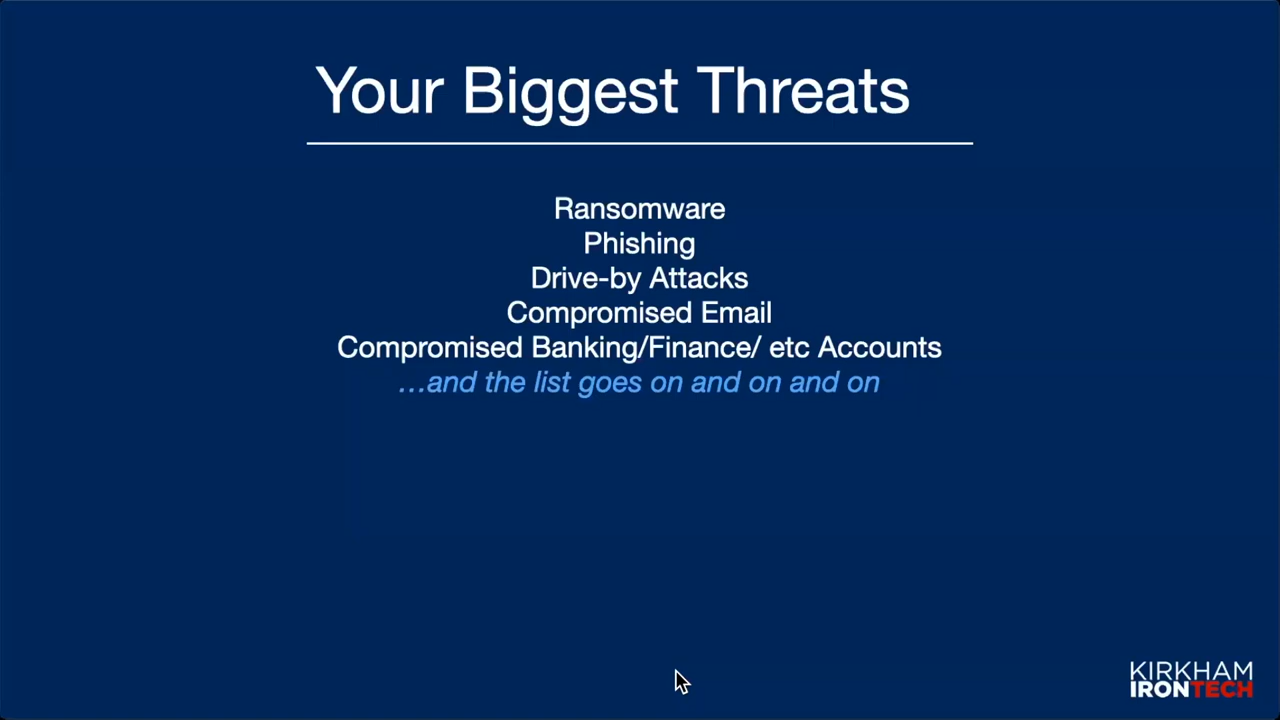 Your Biggest Threats
Ransomware
Phishing
Drive-by Attacks
Compromised Email
Compromised Banking/Finance/ etc Accounts
…and the list goes on and on and on
KIRKHAM
IRONTECH